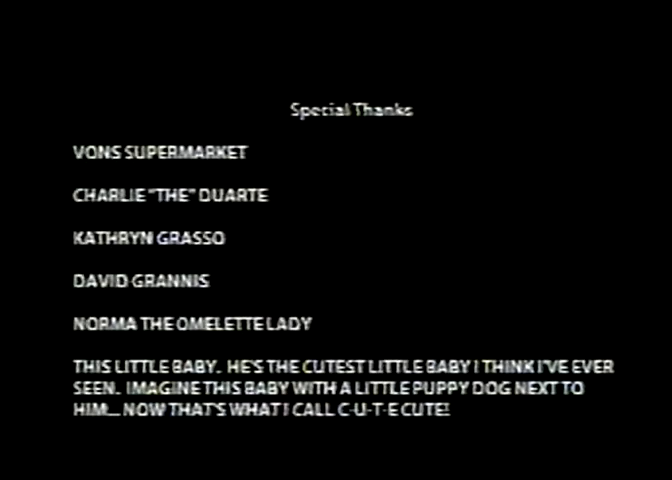 Special Thanks
VONS SUPERMARKET
CHARLIE "THE" DUARTE
KATHRYN GRASSO
DAVID GRANNIS
NORMA THE OMELETTE LADY
THIS LITTLE BABY. HE'S THE CUTEST LITTLE BABY I THINK I'VE EVER
SEEN. IMAGINE THIS BABY WITH A LITTLE PUPPY DOG NEXT TO
HIM... NOW THAT'S WHAT I CALL C-U-T-E CUTE!